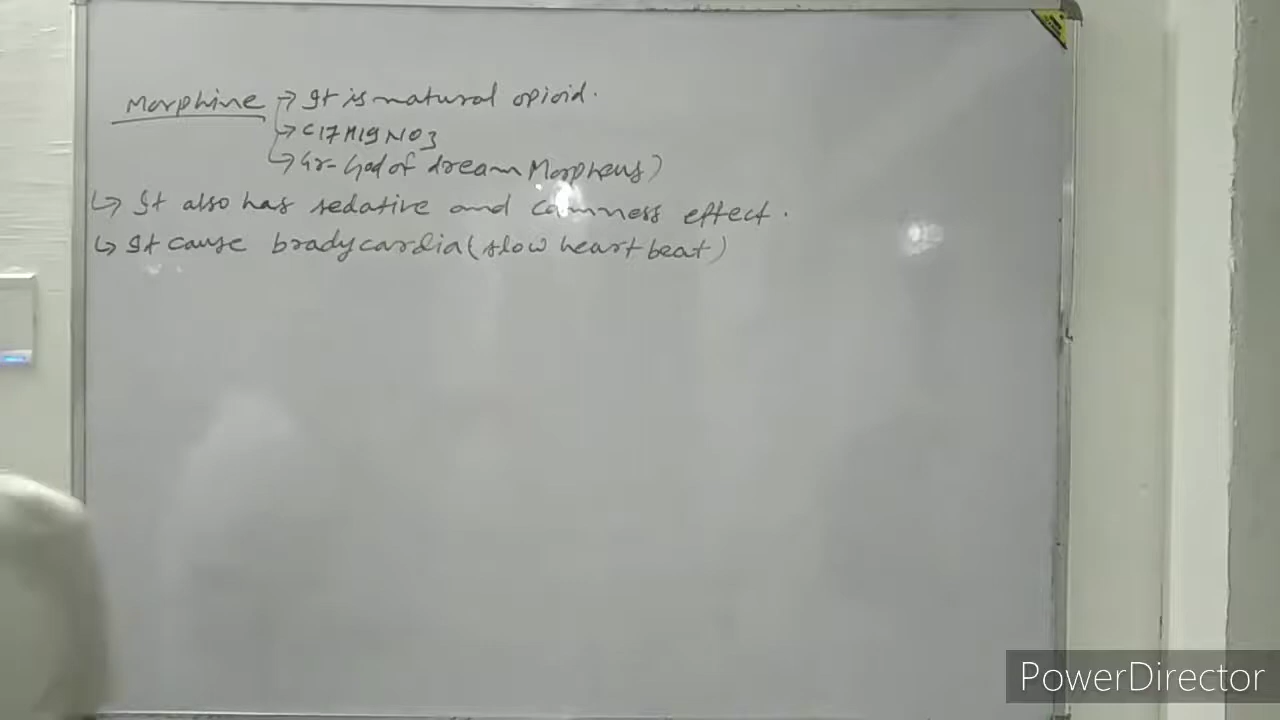 Morphine → It is natural opioid.
→ C17H19NO3
→ Gr- God of dream Morpheus)
↳ It also has sedative and camness effect.
↳ It cause bradycardia (slow heart beat)
PowerDirector